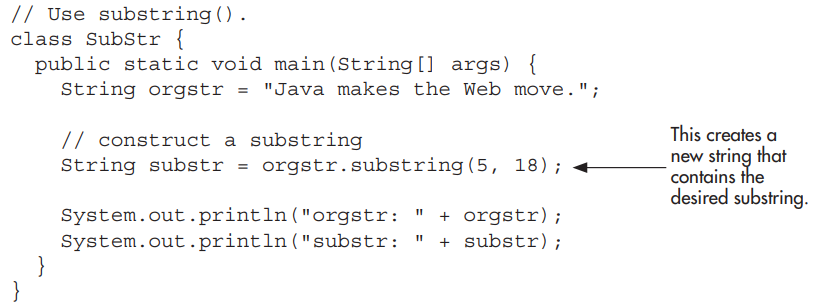 // Use substring().
class SubStr {
  public static void main(String[] args) {
    String orgstr = "Java makes the Web move.";

    // construct a substring
    String substr = orgstr.substring(5, 18);

    System.out.println("orgstr: " + orgstr);
    System.out.println("substr: " + substr);
  }
}
This creates a
new string that
contains the
desired substring.